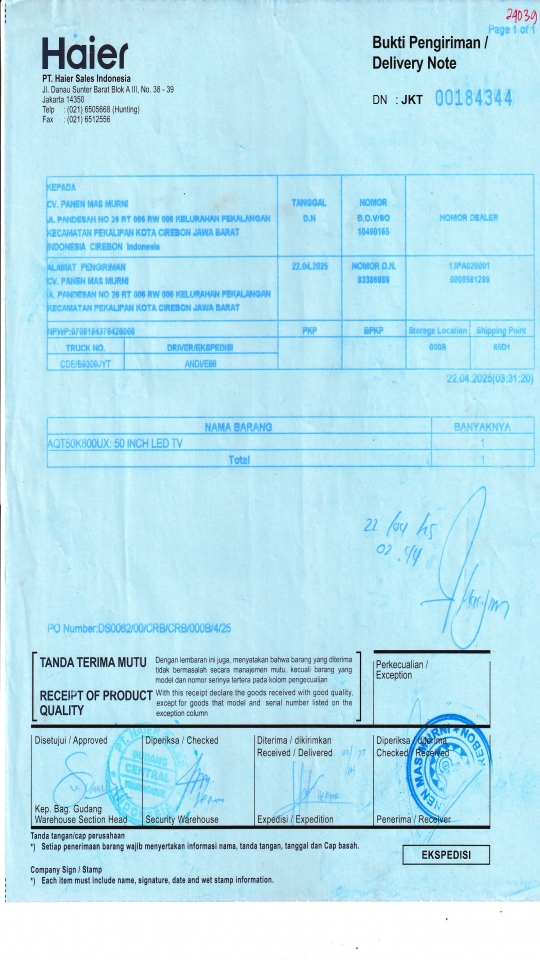 24039
Page 1 of 1
Haier
PT. Haier Sales Indonesia
Jl. Danau Sunter Barat Blok A III, No. 38 - 39
Jakarta 14350
Telp : (021) 6505668 (Hunting)
Fax : (021) 6512556
Bukti Pengiriman /
Delivery Note
DN : JKT 00184344
KEPADA
CV. PANEN MAS MURNI
JL PANDESAN NO 26 RT 006 RW 006 KELURAHAN PEKALANGAN
KECAMATAN PEKALIPAN KOTA CIREBON JAWA BARAT
INDONESIA CIREBON Indonesia
TANGGAL
D.N
NOMOR
D.O.V/SO
10490165
NOMOR DEALER
ALAMAT PENGIRIMAN
CV. PANEN MAS MURNI
JL PANDESAN NO 26 RT 006 RW 006 KELURAHAN PEKALANGAN
KECAMATAN PEKALIPAN KOTA CIREBON JAWA BARAT
22.04.2025
NOMOR D.N.
83386989
PKP
BPKP
Storege Location
Shipping Point
TRUCK NO.
DRIVER/EKSPEDISI
000R
65D1
CDE/B9309JYT
ANDI/E88
22.04.2025(03:31:20)
NAMA BARANG
BANYAKNYA
AQT50K800UX: 50 INCH LED TV
1
Total
1
22/04 25
02.44
PO Number:DS0062/00/CRB/CRB/000B/4/25
TANDA TERIMA MUTU
Dengan lembaran ini juga, menyatakan bahwa barang yang diterima
tidak bermasalah secara manajemen mutu, kecuali barang yang
model dan nomor serinya tertera pada kolom pengecualian
RECEIPT OF PRODUCT
QUALITY
With this receipt declare the goods received with good quality,
except for goods that model and serial number listed on the
exception column
Perkecualian /
Exception
Disetujui / Approved
Diperiksa / Checked
Diterima / dikirimkan
Received / Delivered
Diperiksa / diterima
Checked / Received
CENTRAL
Kep. Bag. Gudang
Warehouse Section Head
Security Warehouse
Expedisi / Expedition
Penerima / Receiver
Tanda tangan/cap perusahaan
*) Setiap penerimaan barang wajib menyertakan informasi nama, tanda tangan, tanggal dan Cap basah.
EKSPEDISI
Company Sign / Stamp
*) Each item must include name, signature, date and wet stamp information.